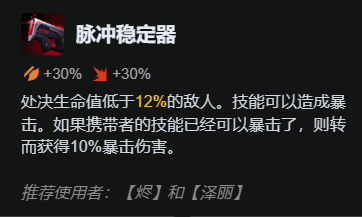 脉冲稳定器
+30% +30%
处决生命值低于12%的敌人。技能可以造成暴
击。如果携带者的技能已经可以暴击了，则转
而获得10%暴击伤害。
推荐使用者：【烬】和【泽丽】